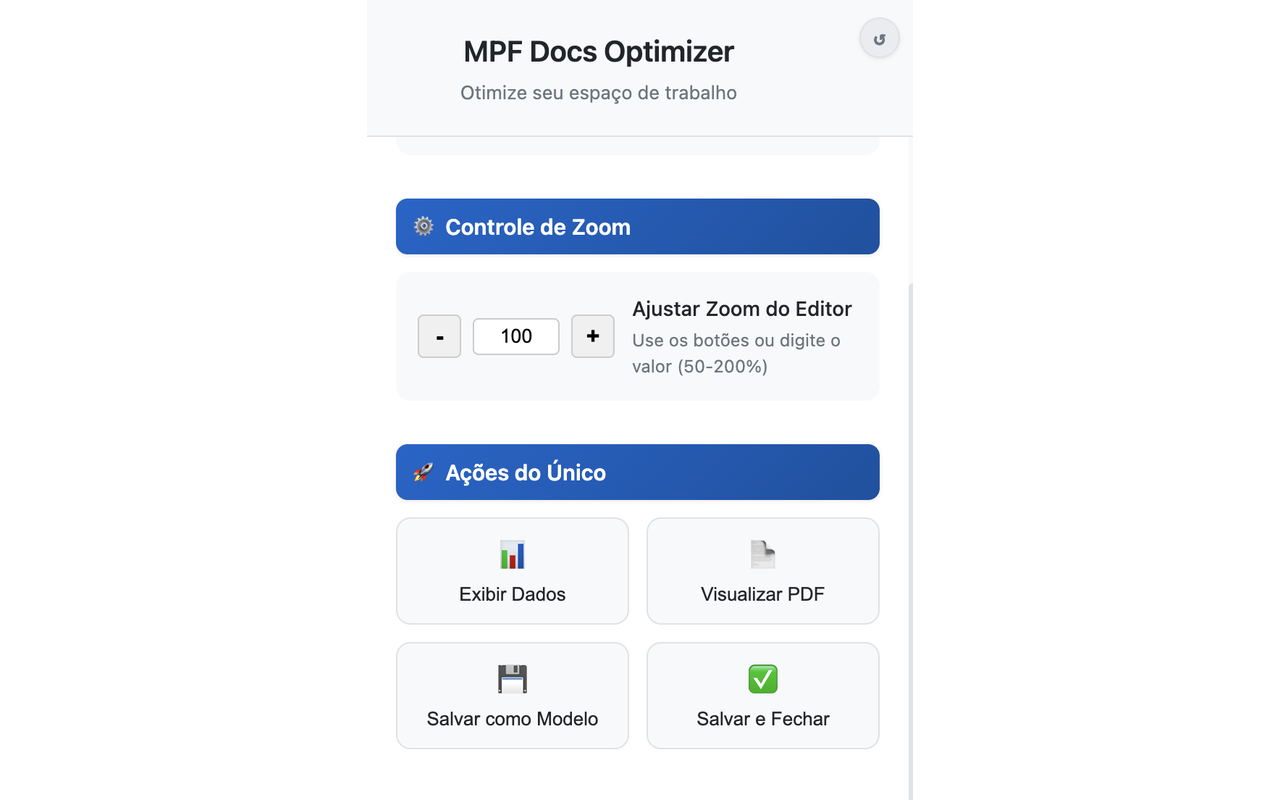 MPF Docs Optimizer
Otimize seu espaço de trabalho
Controle de Zoom
-
100
+
Ajustar Zoom do Editor
Use os botões ou digite o
valor (50-200%)
Ações do Único
Exibir Dados
Visualizar PDF
Salvar como Modelo
Salvar e Fechar